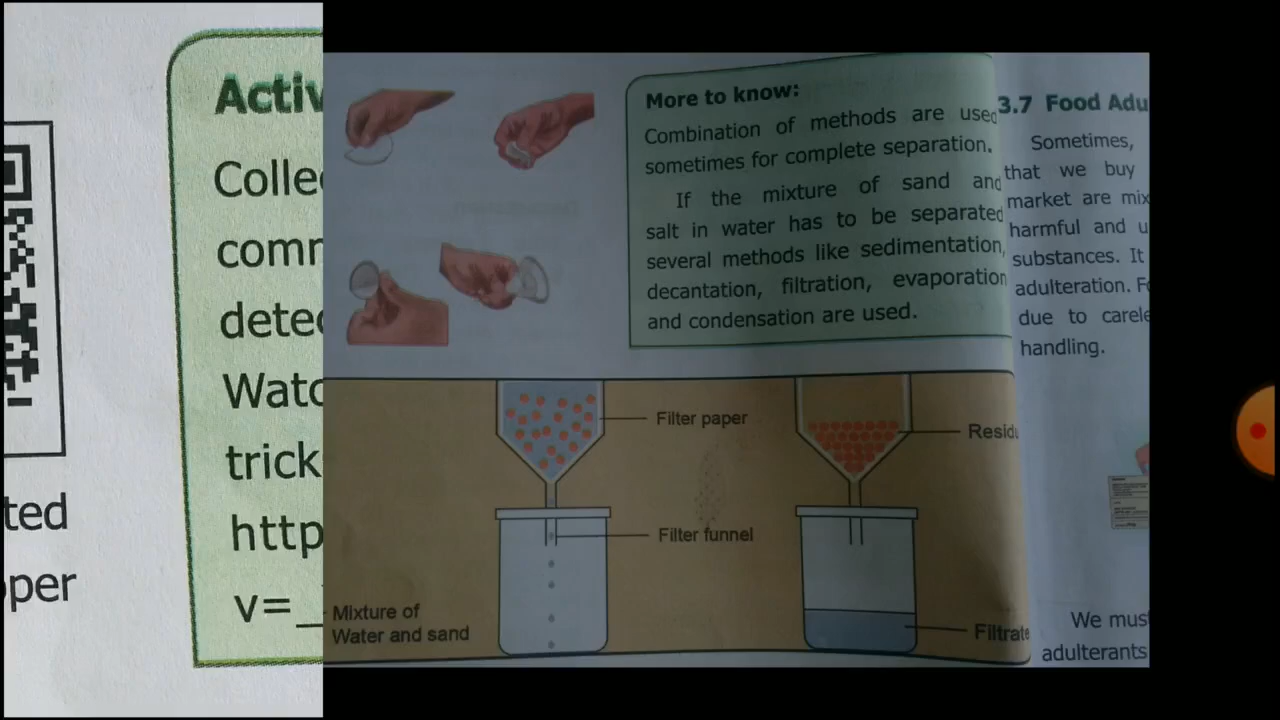 Activ
Colle
comm
detec
Watc
trick
http
v=_
ted
per
More to know:
Combination of methods are used
sometimes for complete separation.
If the mixture of sand and
salt in water has to be separated
several methods like sedimentation,
decantation, filtration, evaporation
and condensation are used.
Filter paper
Filter funnel
Mixture of
Water and sand
Residu
Filtrate
3.7 Food Adu
Sometimes,
that we buy
market are mix
harmful and u
substances. It
adulteration. Fo
due to carele
handling.
We must
adulterants